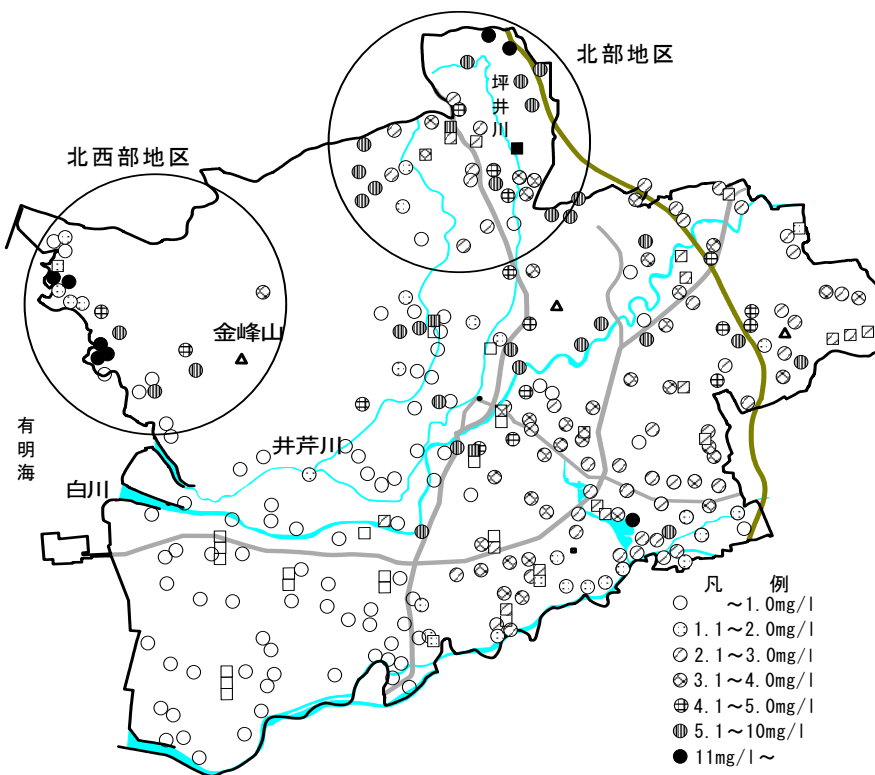 北部地区
坪井川
北西部地区
金峰山
有明海
井芹川
白川
凡 例
～1.0mg/l
1.1～2.0mg/l
2.1～3.0mg/l
3.1～4.0mg/l
4.1～5.0mg/l
5.1～10mg/l
11mg/l～